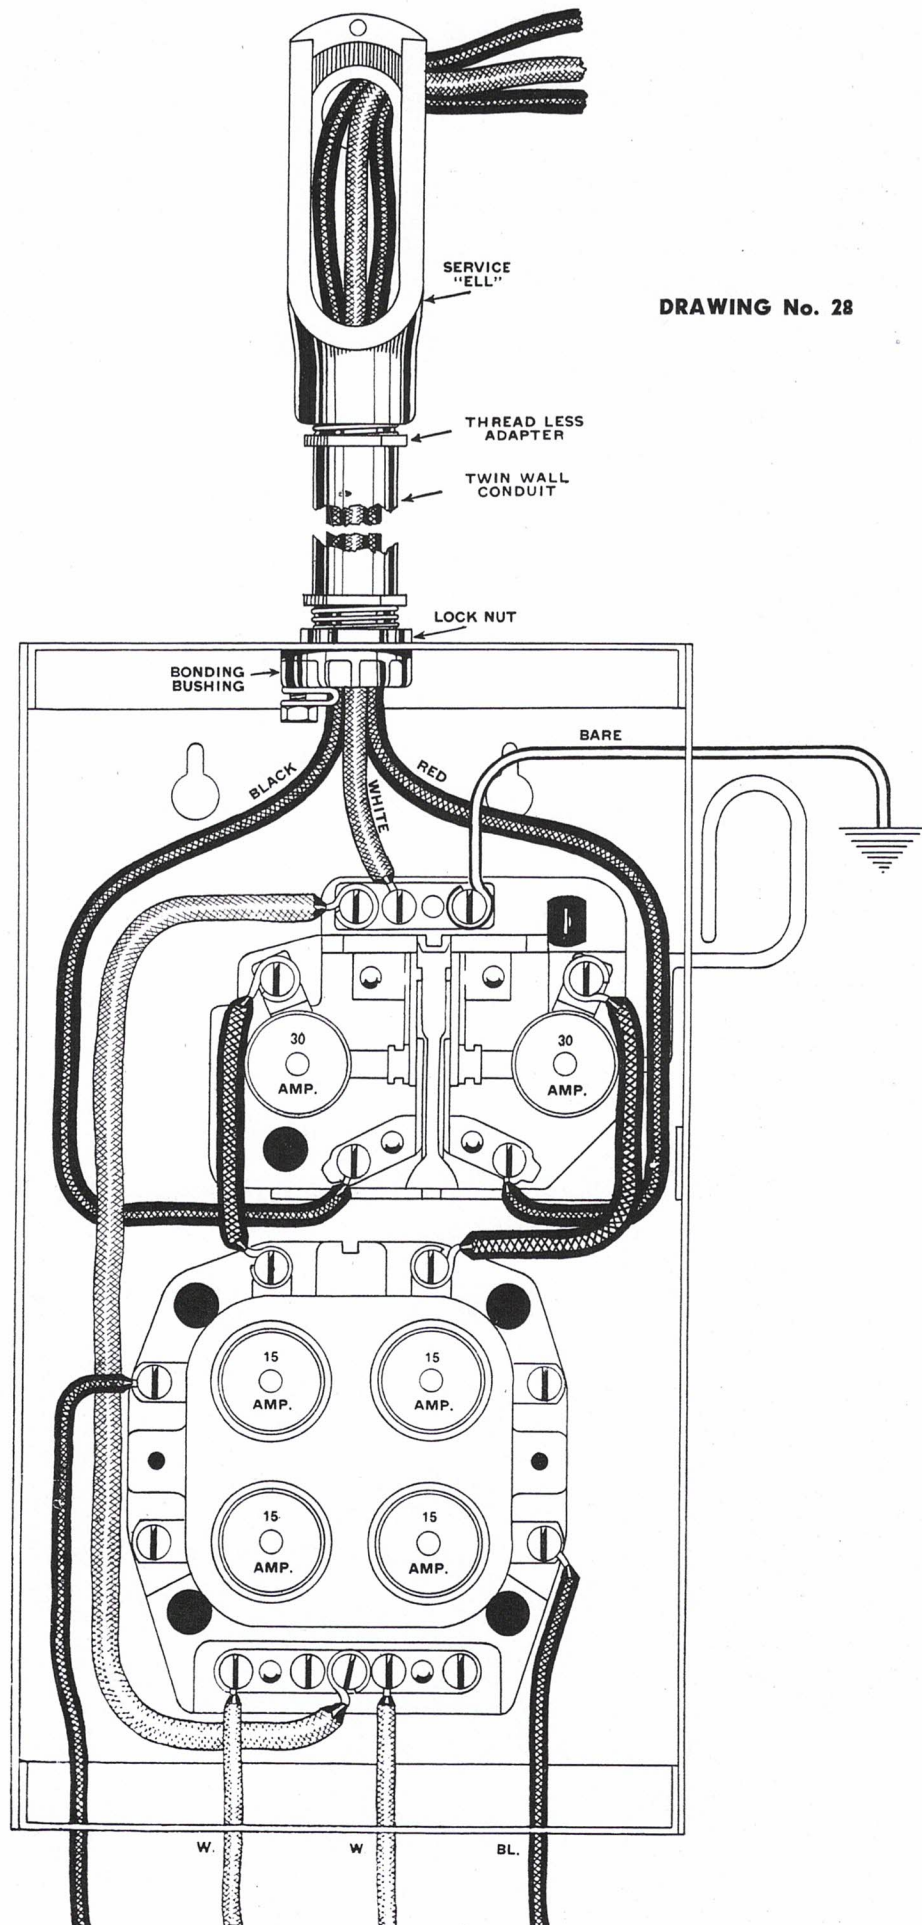 SERVICE
"ELL"
DRAWING No. 28
THREAD LESS
ADAPTER
TWIN WALL
CONDUIT
LOCK NUT
BONDING
BUSHING
BARE
BLACK
WHITE
RED
30
AMP.
30
AMP.
15
AMP.
15
AMP.
15
AMP.
15
AMP.
W.
W
BL.